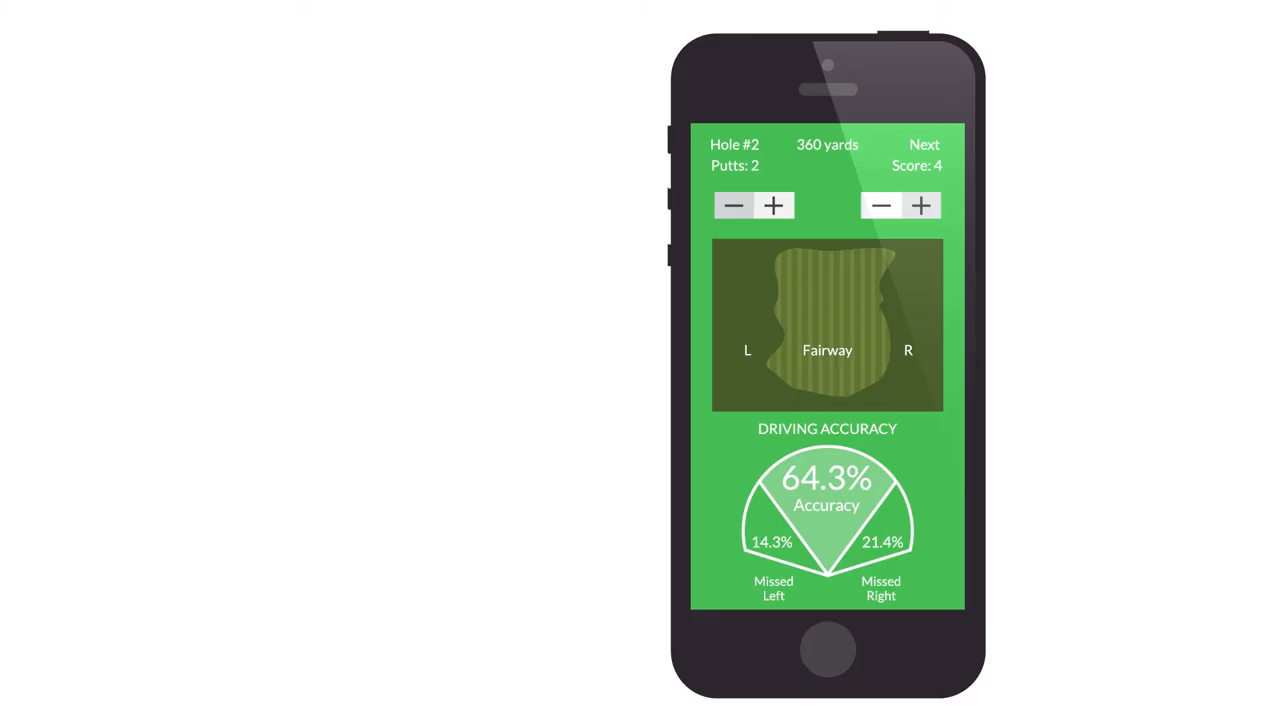 Hole #2 360 yards Next
Putts: 2 Score: 4
− + − +
L Fairway R
DRIVING ACCURACY
64.3%
Accuracy
14.3% 21.4%
Missed Missed
Left Right